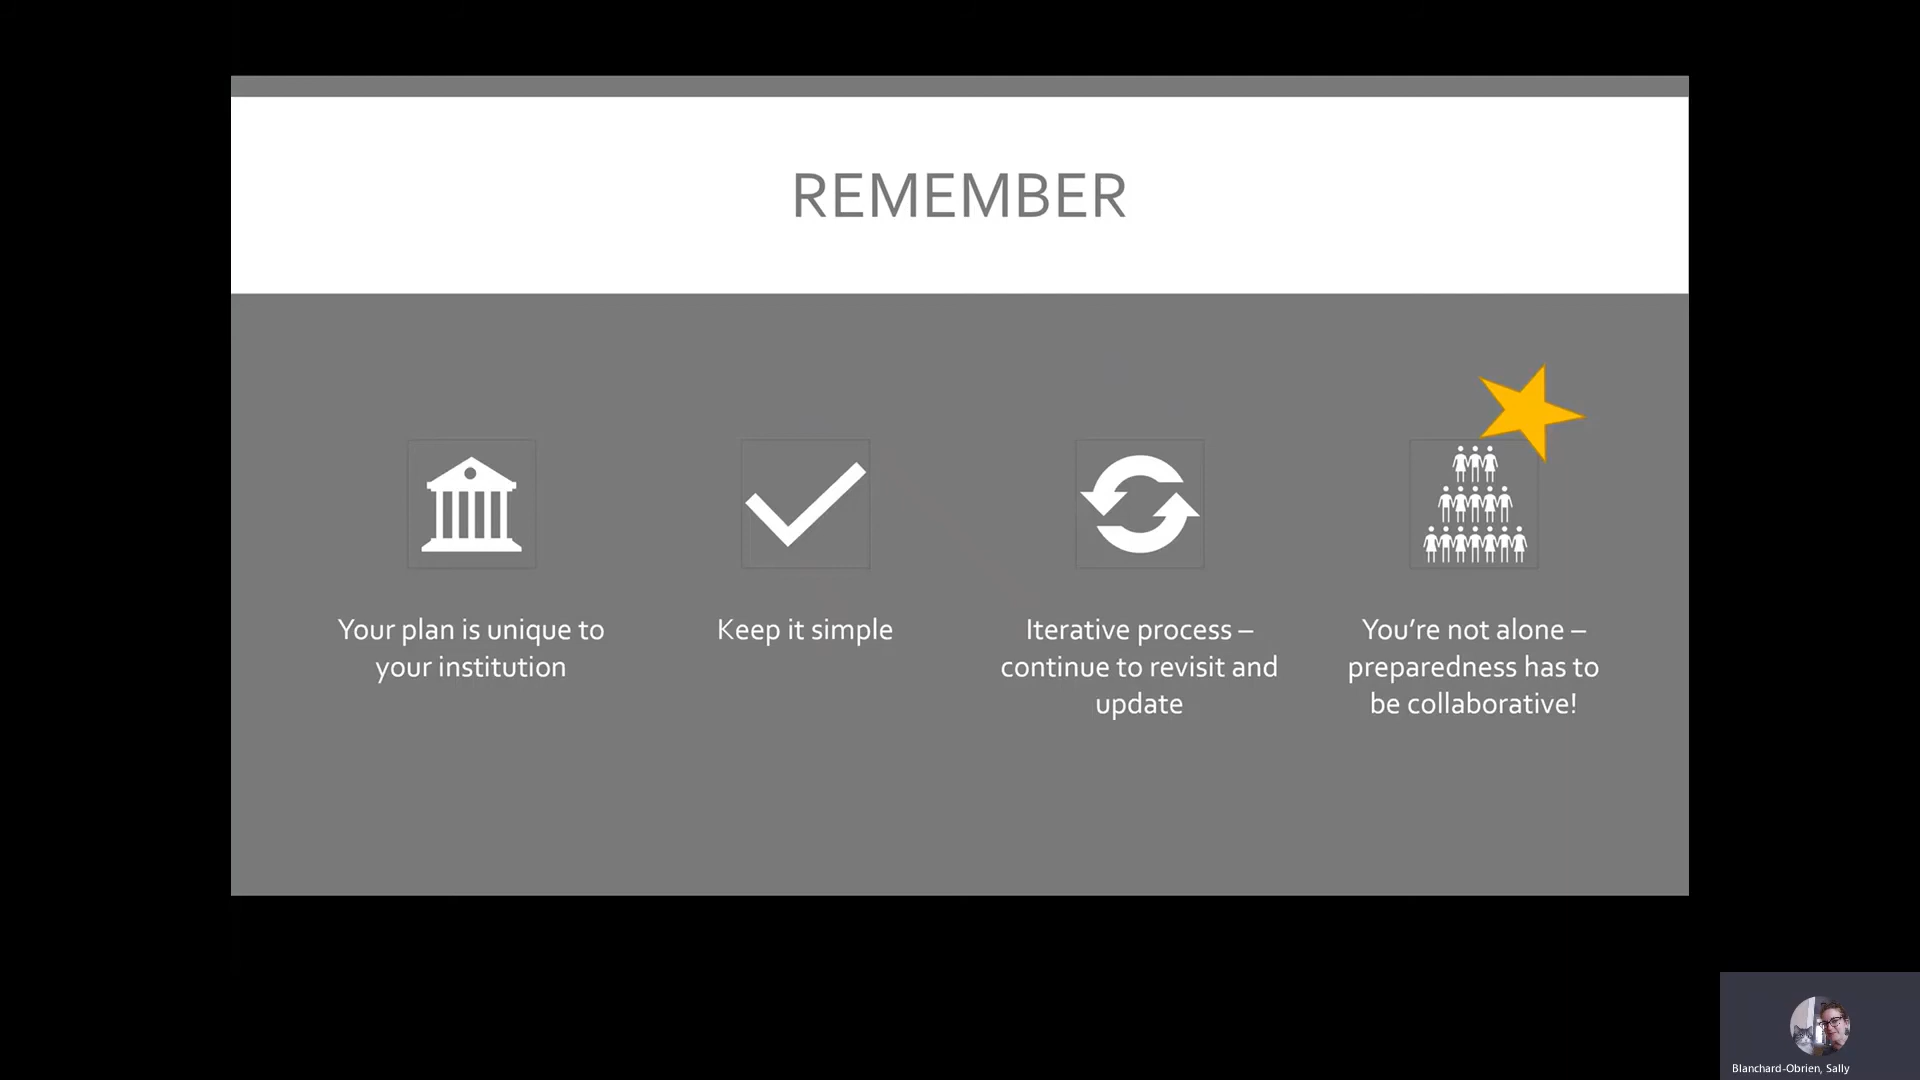 REMEMBER
Your plan is unique to
your institution
Keep it simple
Iterative process –
continue to revisit and
update
You’re not alone –
preparedness has to
be collaborative!
Blanchard-Obrien, Sally